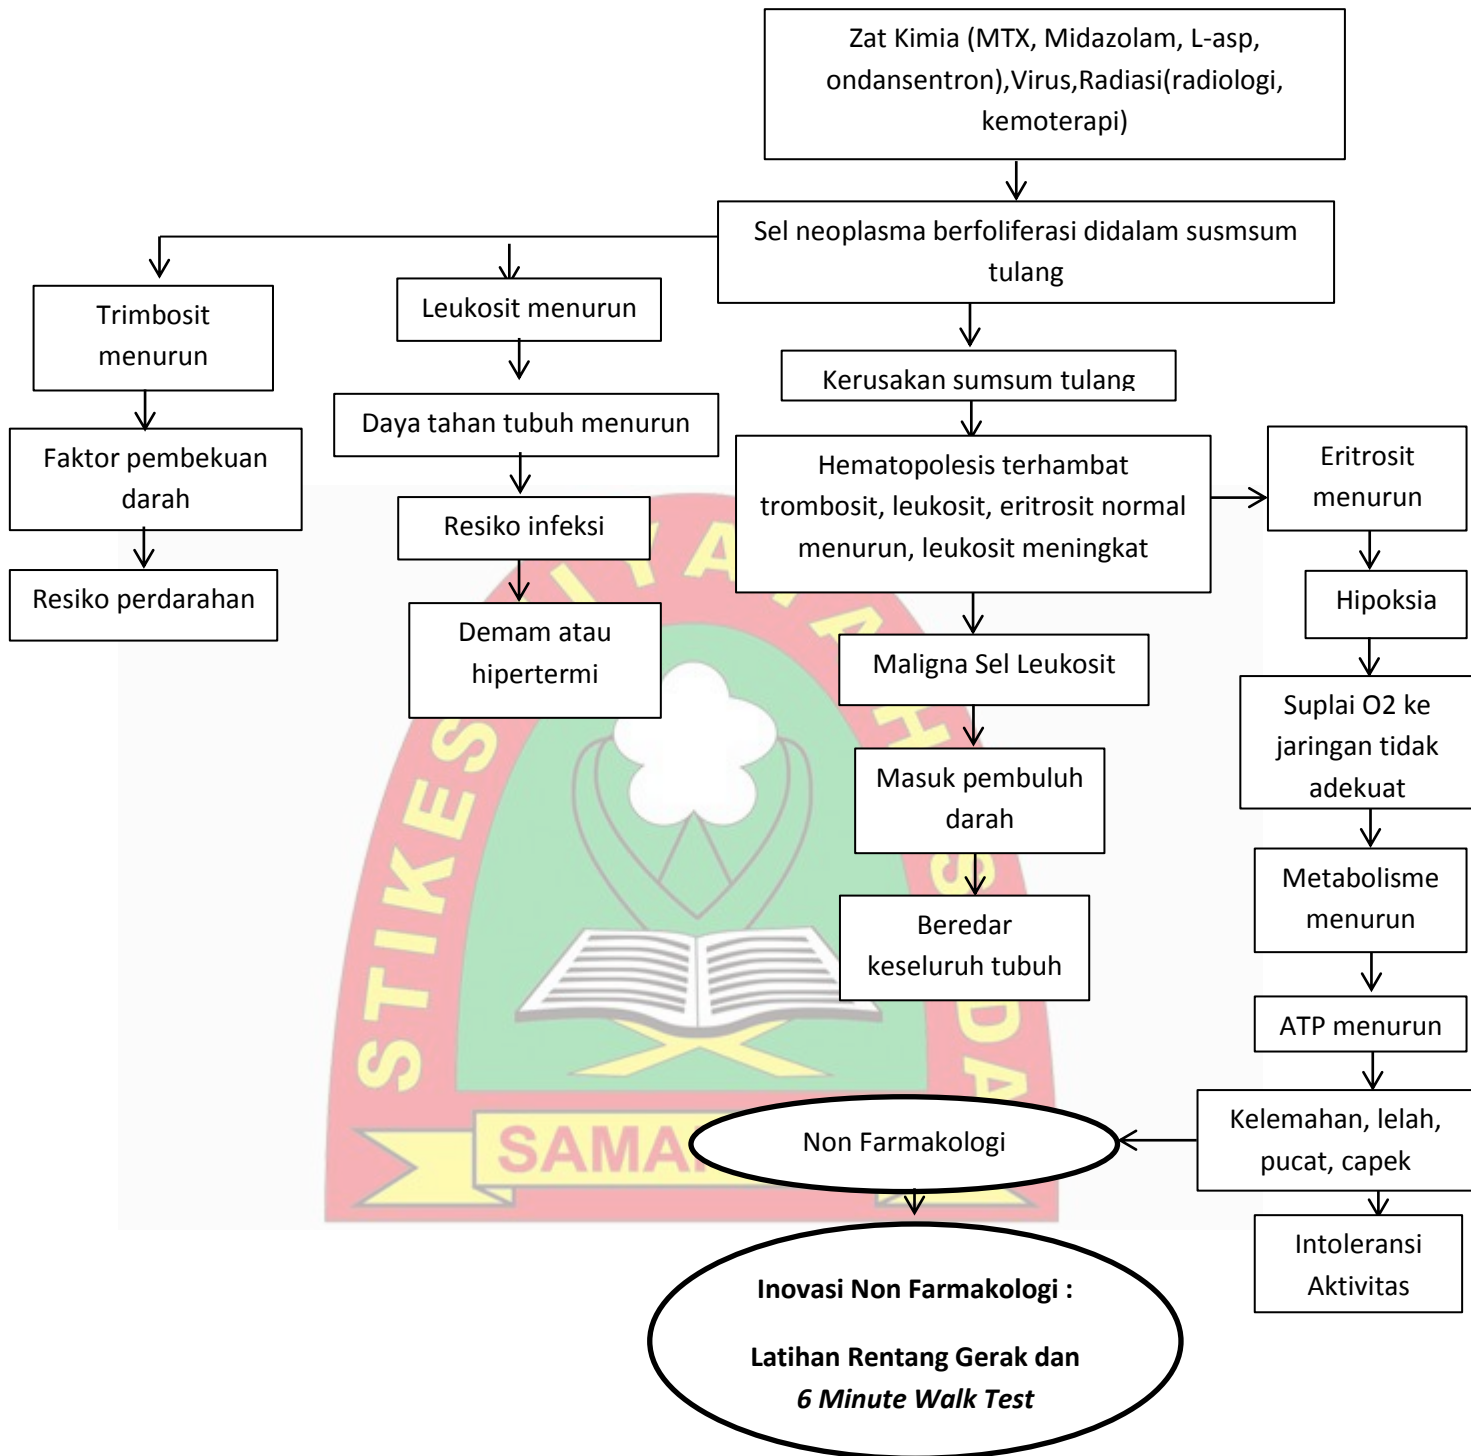 Zat Kimia (MTX, Midazolam, L-asp,
ondansentron),Virus,Radiasi(radiologi,
kemoterapi)
Sel neoplasma berfoliferasi didalam susmsum
tulang
Trimbosit
menurun
Leukosit menurun
Kerusakan sumsum tulang
Daya tahan tubuh menurun
Faktor pembekuan
darah
Hematopolesis terhambat
trombosit, leukosit, eritrosit normal
menurun, leukosit meningkat
Eritrosit
menurun
Resiko infeksi
Resiko perdarahan
Hipoksia
Demam atau
hipertermi
Maligna Sel Leukosit
Suplai O2 ke
jaringan tidak
adekuat
Masuk pembuluh
darah
Metabolisme
menurun
Beredar
keseluruh tubuh
ATP menurun
Kelemahan, lelah,
pucat, capek
Non Farmakologi
Intoleransi
Aktivitas
Inovasi Non Farmakologi :
Latihan Rentang Gerak dan
6 Minute Walk Test
STIKES